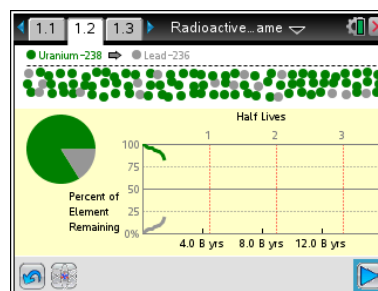 1.1 1.2 1.3 Radioactive…ame
Uranium-238 Lead-236
Half Lives
1 2 3
100
75
50
25
0%
Percent of
Element
Remaining
4.0 B yrs 8.0 B yrs 12.0 B yrs